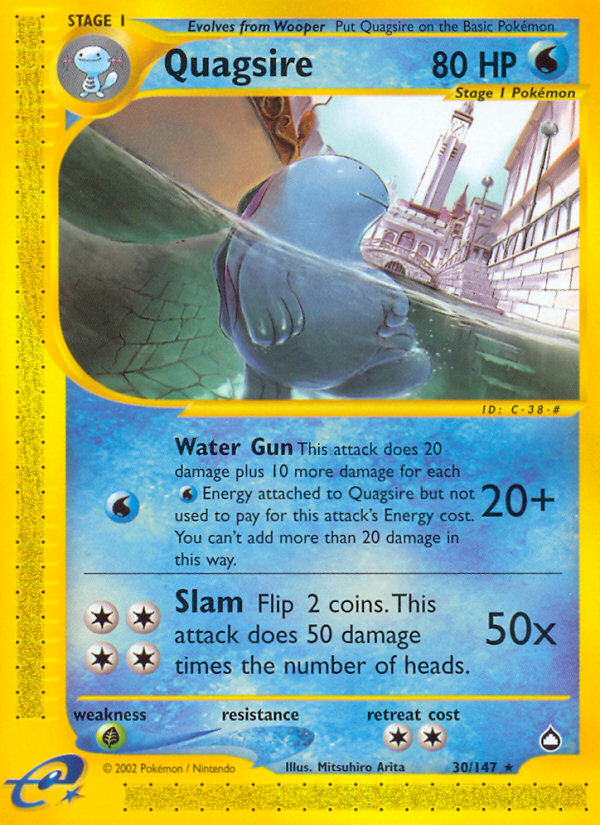 STAGE 1
Evolves from Wooper Put Quagsire on the Basic Pokémon
Quagsire 80 HP
Stage 1 Pokémon
ID: C-38-#
Water Gun This attack does 20
damage plus 10 more damage for each
Energy attached to Quagsire but not
used to pay for this attack's Energy cost.
You can't add more than 20 damage in
this way.
20+
Slam Flip 2 coins. This
attack does 50 damage
times the number of heads.
50x
weakness resistance retreat cost
© 2002 Pokémon / Nintendo Illus. Mitsuhiro Arita 30/147 ★
e